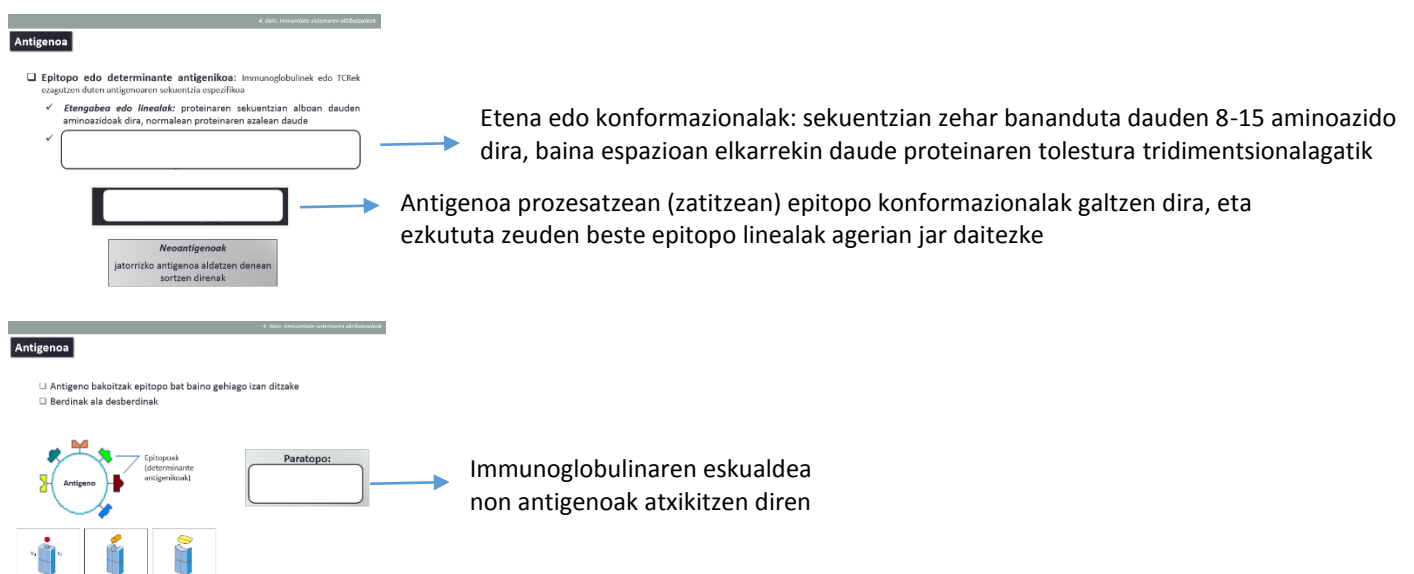 4. Gaia. Immunitate-sistemaren aktibatzaileak
Antigenoa
Epitopo edo determinante antigenikoa: Immunoglobulinek edo TCRek
ezagutzen duten antigenoaren sekuentzia espezifikoa
✓ Etengabea edo linealak: proteinaren sekuentzian alboan dauden
aminoazidoak dira, normalean proteinaren azalean daude
✓
Etena edo konformazionalak: sekuentzian zehar bananduta dauden 8-15 aminoazido
dira, baina espazioan elkarrekin daude proteinaren tolestura tridimentsionalagatik
Antigenoa prozesatzean (zatitzean) epitopo konformazionalak galtzen dira, eta
ezkututa zeuden beste epitopo linealak agerian jar daitezke
Neoantigenoak
jatorrizko antigenoa aldatzen denean
sortzen direnak
4. Gaia. Immunitate-sistemaren aktibatzaileak
Antigenoa
Antigeno bakoitzak epitopo bat baino gehiago izan ditzake
Berdinak ala desberdinak
Antigeno
Epitopoak
(determinante
antigenikoak)
Paratopo:
Immunoglobulinaren eskualdea
non antigenoak atxikitzen diren